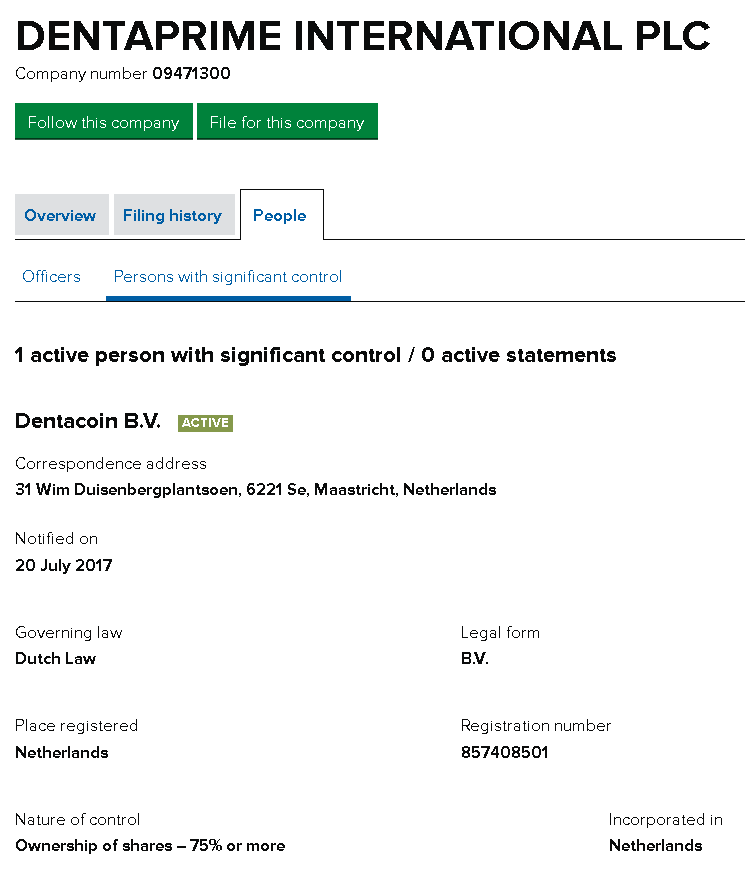 DENTAPRIME INTERNATIONAL PLC
Company number 09471300
Follow this company File for this company
Overview Filing history People
Officers Persons with significant control
1 active person with significant control / 0 active statements
Dentacoin B.V. ACTIVE
Correspondence address
31 Wim Duisenbergplantsoen, 6221 Se, Maastricht, Netherlands
Notified on
20 July 2017
Governing law Legal form
Dutch Law B.V.
Place registered Registration number
Netherlands 857408501
Nature of control Incorporated in
Ownership of shares – 75% or more Netherlands